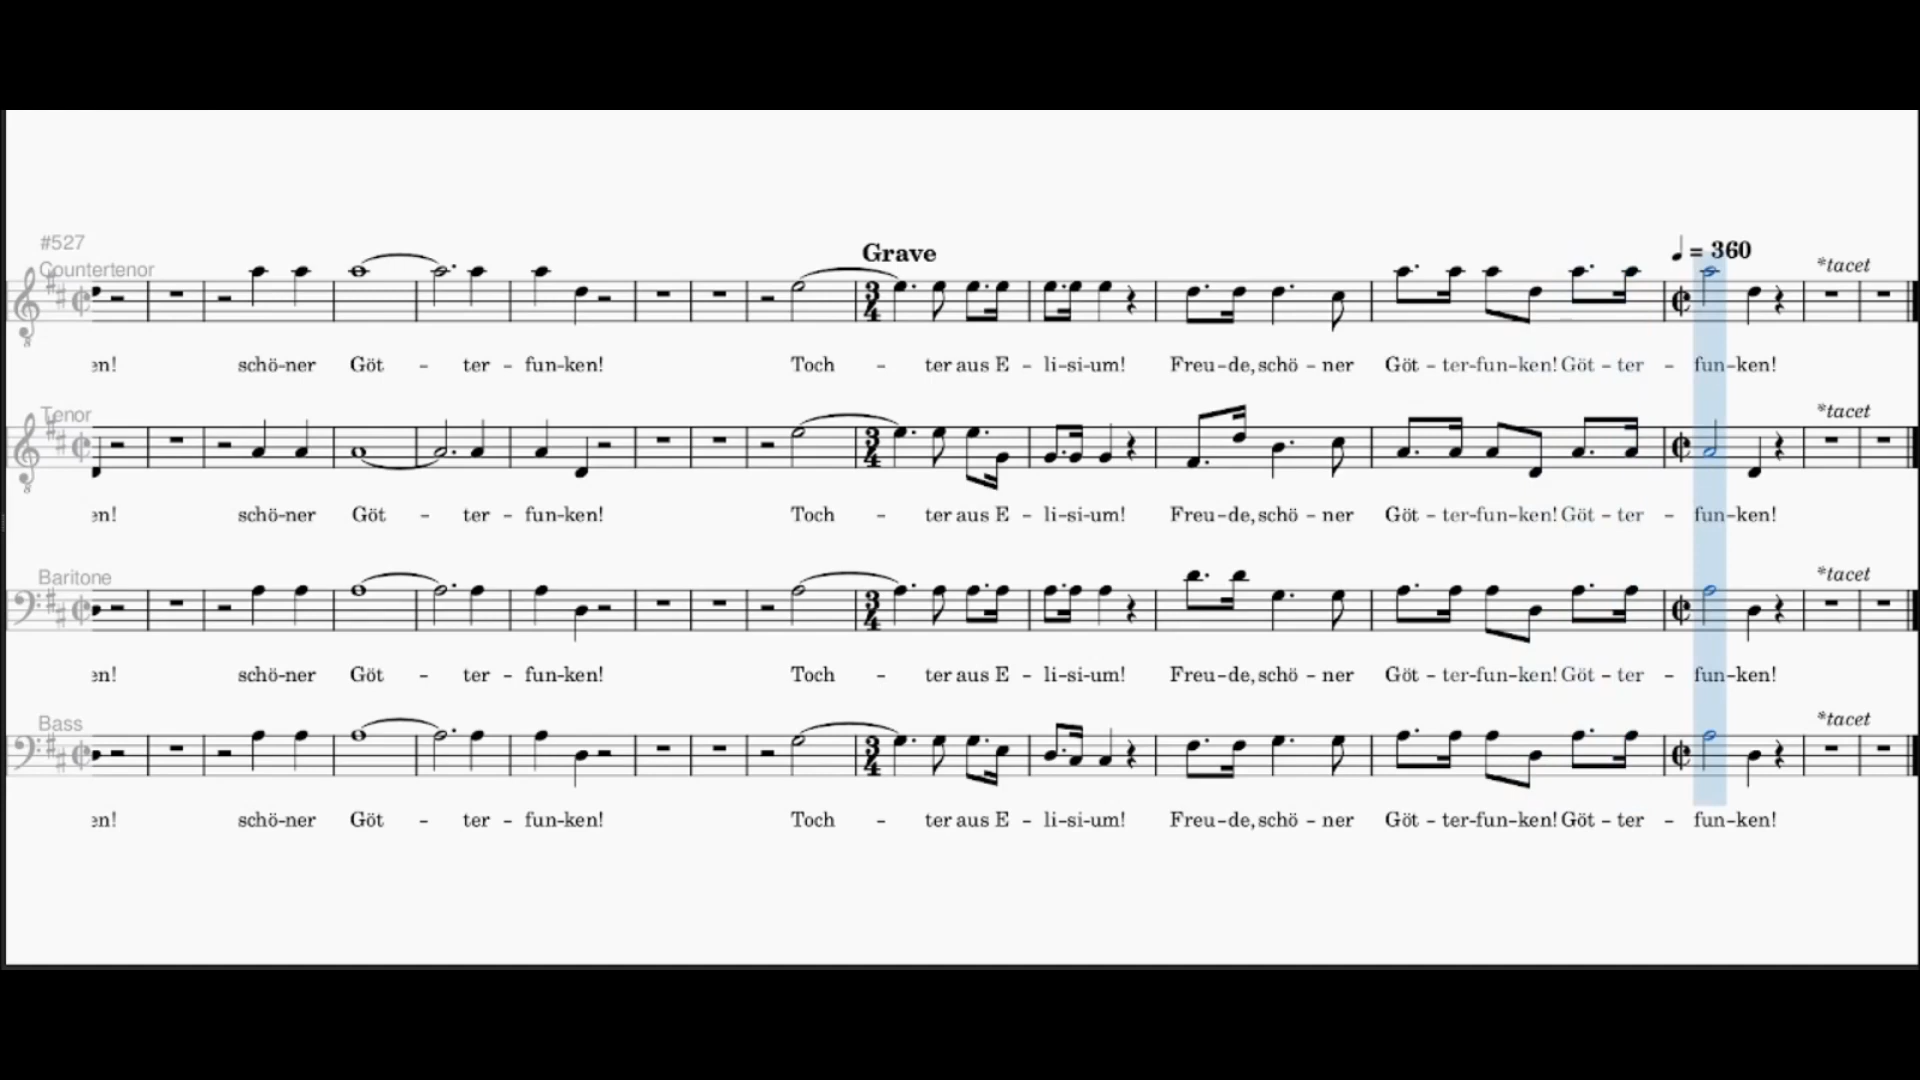 #527
Grave
♩ = 360
Countertenor
*tacet
en! schö-ner Göt - ter - fun-ken! Toch - ter aus E - li-si-um! Freu-de, schö - ner Göt - ter-fun-ken! Göt - ter - fun-ken!
Tenor
*tacet
en! schö-ner Göt - ter - fun-ken! Toch - ter aus E - li-si-um! Freu-de, schö - ner Göt - ter-fun-ken! Göt - ter - fun-ken!
Baritone
*tacet
en! schö-ner Göt - ter - fun-ken! Toch - ter aus E - li-si-um! Freu-de, schö - ner Göt - ter-fun-ken! Göt - ter - fun-ken!
Bass
*tacet
en! schö-ner Göt - ter - fun-ken! Toch - ter aus E - li-si-um! Freu-de, schö - ner Göt - ter-fun-ken! Göt - ter - fun-ken!